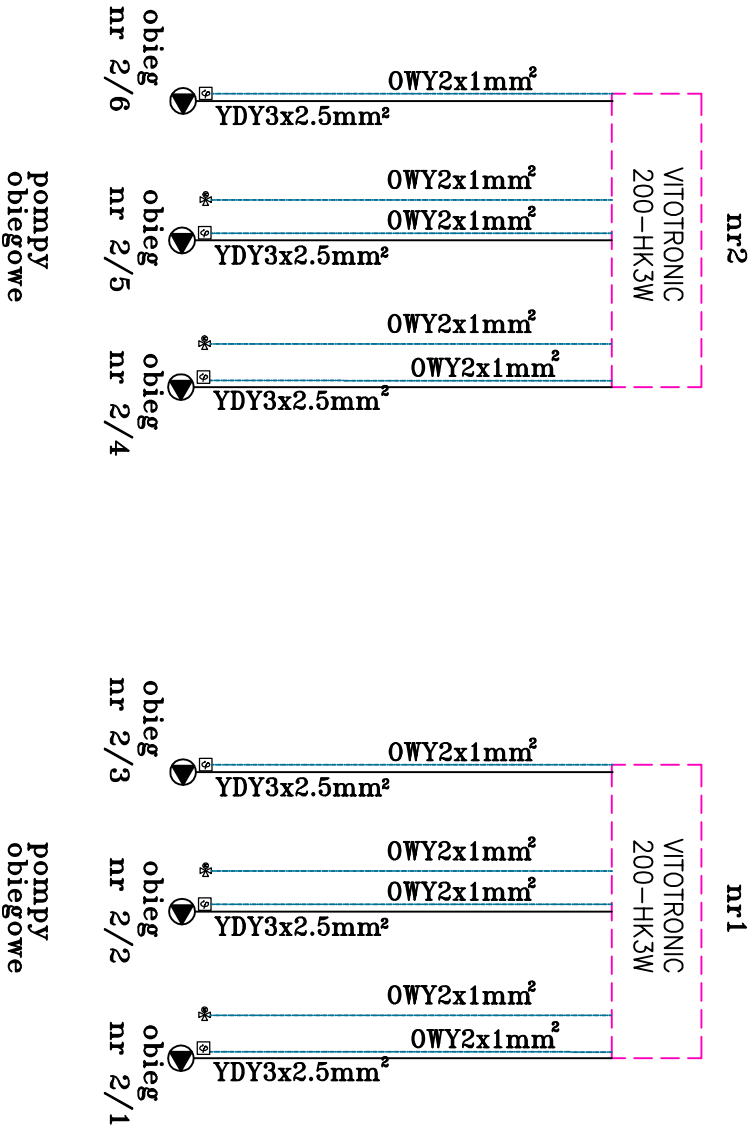 obieg
nr 2/6
OWY2x1mm²
YDY3x2.5mm²
OWY2x1mm²
OWY2x1mm²
obieg
nr 2/5
YDY3x2.5mm²
OWY2x1mm²
OWY2x1mm²
obieg
nr 2/4
YDY3x2.5mm²
pompy
obiegowe
VITOTRONIC
200-HK3W
nr2
obieg
nr 2/3
OWY2x1mm²
YDY3x2.5mm²
OWY2x1mm²
OWY2x1mm²
obieg
nr 2/2
YDY3x2.5mm²
OWY2x1mm²
OWY2x1mm²
obieg
nr 2/1
YDY3x2.5mm²
pompy
obiegowe
VITOTRONIC
200-HK3W
nr1